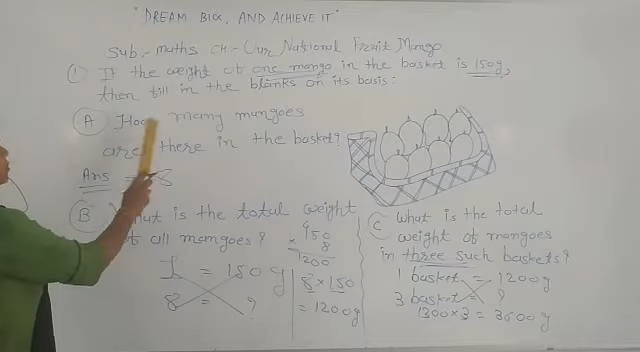 "DREAM BIG, AND ACHIEVE IT"
Sub.- maths CH - Our National Fruit Mango
① If the weight of one mango in the basket is 150g,
then fill in the blanks on its basis:
Ⓐ How many mangoes
are there in the basket?
Ans = 8
Ⓑ What is the total weight
of all mangoes?
1 = 150 g
8 = ?
150
× 8
1200
8 × 150
= 1200g
Ⓒ What is the total
weight of mangoes
in three such baskets?
1 basket = 1200g
3 basket = ?
1200 × 3 = 3600g